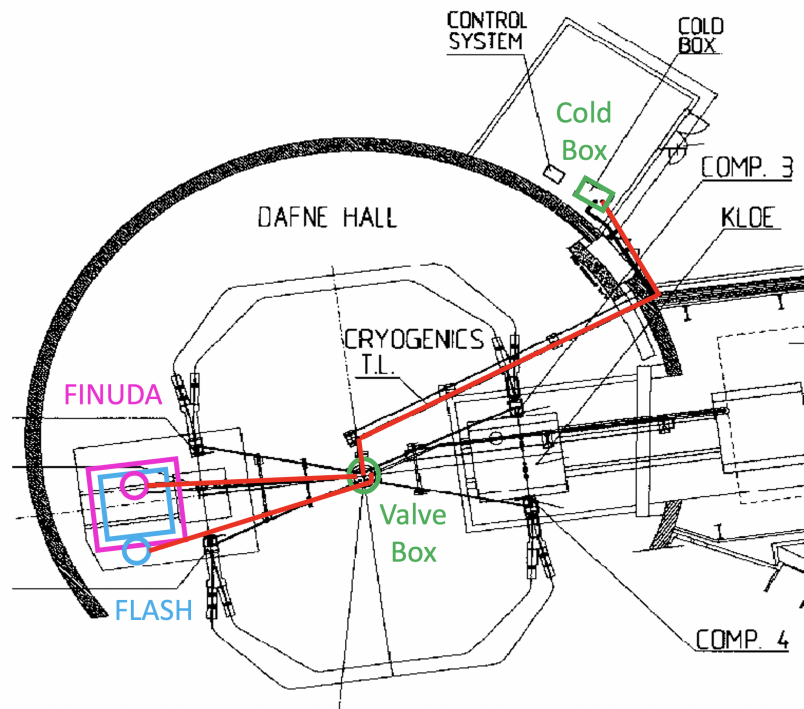 CONTROL
SYSTEM
COLD
BOX
Cold
Box
COMP. 3
DAFNE HALL
KLOE
CRYOGENICS
T.L.
FINUDA
Valve
Box
FLASH
COMP. 4